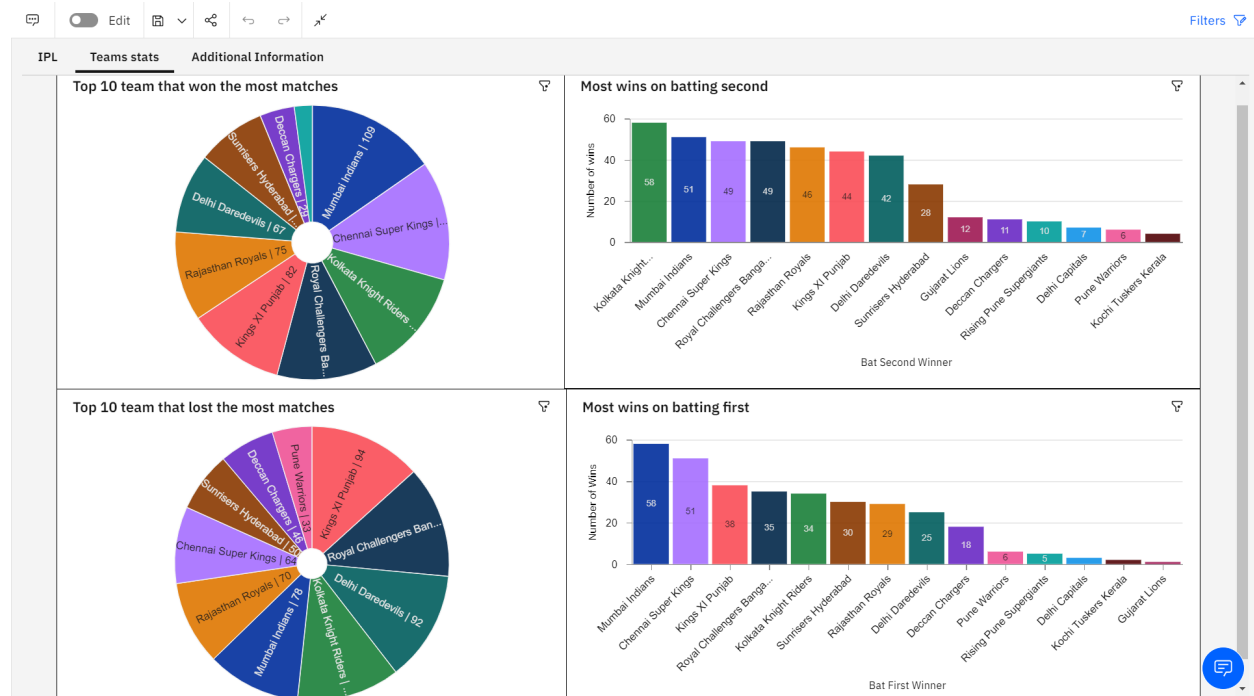 Edit
Filters
IPL
Teams stats
Additional Information
Top 10 team that won the most matches
Mumbai Indians | 109
Chennai Super Kings |...
Kolkata Knight Riders ...
Royal Challengers Ba...
Kings XI Punjab | 82
Rajasthan Royals | 75
Delhi Daredevils | 67
Sunrisers Hyderabad |...
Deccan Chargers | 29
Most wins on batting second
Number of wins
60
40
20
0
58
51
49
49
46
44
42
28
12
11
10
7
6
Kolkata Knight...
Mumbai Indians
Chennai Super Kings
Royal Challengers Banga...
Rajasthan Royals
Kings XI Punjab
Delhi Daredevils
Sunrisers Hyderabad
Gujarat Lions
Deccan Chargers
Rising Pune Supergiants
Delhi Capitals
Pune Warriors
Kochi Tuskers Kerala
Bat Second Winner
Top 10 team that lost the most matches
Kings XI Punjab | 94
Royal Challengers Ban...
Delhi Daredevils | 92
Kolkata Knight Riders | ...
Mumbai Indians | 78
Rajasthan Royals | 70
Chennai Super Kings | 64
Sunrisers Hyderabad | 50
Deccan Chargers | 46
Pune Warriors | 33
Most wins on batting first
Number of Wins
60
40
20
0
58
51
38
35
34
30
29
25
18
6
5
Mumbai Indians
Chennai Super Kings
Kings XI Punjab
Royal Challengers Banga...
Kolkata Knight Riders
Sunrisers Hyderabad
Rajasthan Royals
Delhi Daredevils
Deccan Chargers
Pune Warriors
Rising Pune Supergiants
Delhi Capitals
Kochi Tuskers Kerala
Gujarat Lions
Bat First Winner